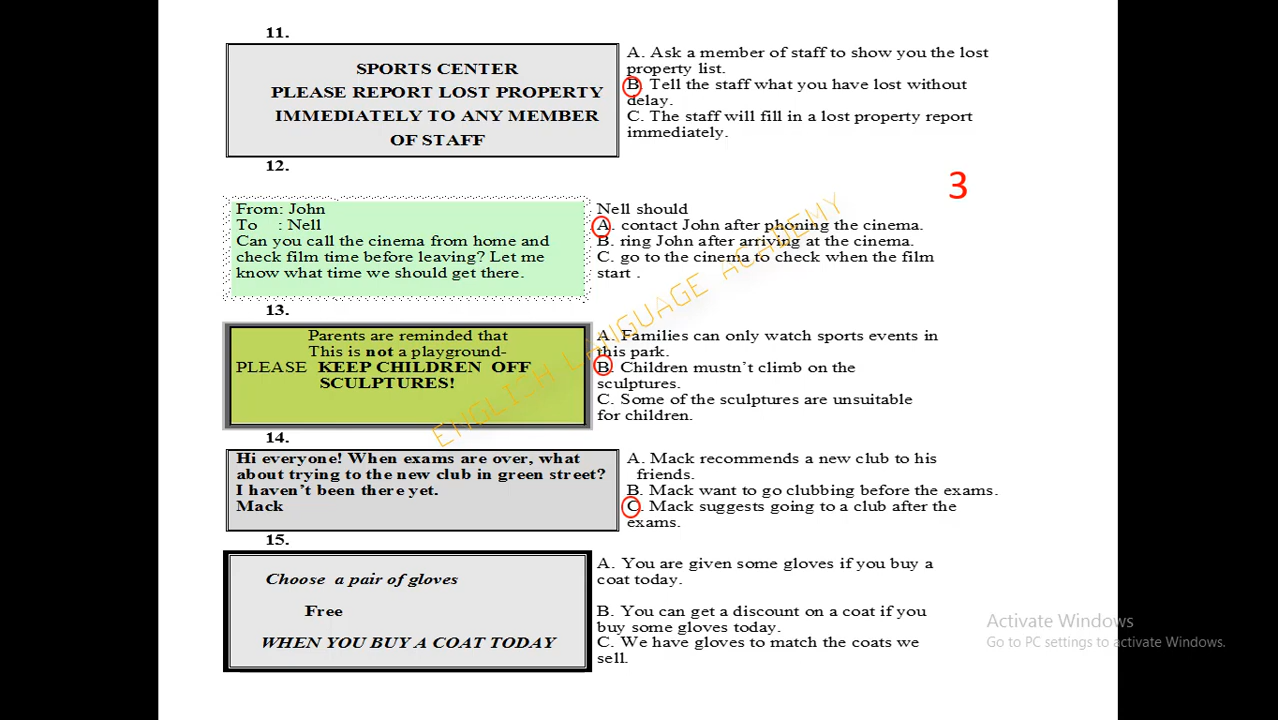 11.
SPORTS CENTER
PLEASE REPORT LOST PROPERTY
IMMEDIATELY TO ANY MEMBER
OF STAFF
A. Ask a member of staff to show you the lost
property list.
B. Tell the staff what you have lost without
delay.
C. The staff will fill in a lost property report
immediately.
12.
3
From: John
To : Nell
Can you call the cinema from home and
check film time before leaving? Let me
know what time we should get there.
Nell should
A. contact John after phoning the cinema.
B. ring John after arriving at the cinema.
C. go to the cinema to check when the film
start .
13.
Parents are reminded that
This is not a playground-
PLEASE KEEP CHILDREN OFF
SCULPTURES!
A. Families can only watch sports events in
this park.
B. Children mustn't climb on the
sculptures.
C. Some of the sculptures are unsuitable
for children.
ENGLISH LANGUAGE ACADEMY
14.
Hi everyone! When exams are over, what
about trying to the new club in green street?
I haven't been there yet.
Mack
A. Mack recommends a new club to his
friends.
B. Mack want to go clubbing before the exams.
C. Mack suggests going to a club after the
exams.
15.
Choose a pair of gloves
Free
WHEN YOU BUY A COAT TODAY
A. You are given some gloves if you buy a
coat today.
B. You can get a discount on a coat if you
buy some gloves today.
C. We have gloves to match the coats we
sell.
Activate Windows
Go to PC settings to activate Windows.